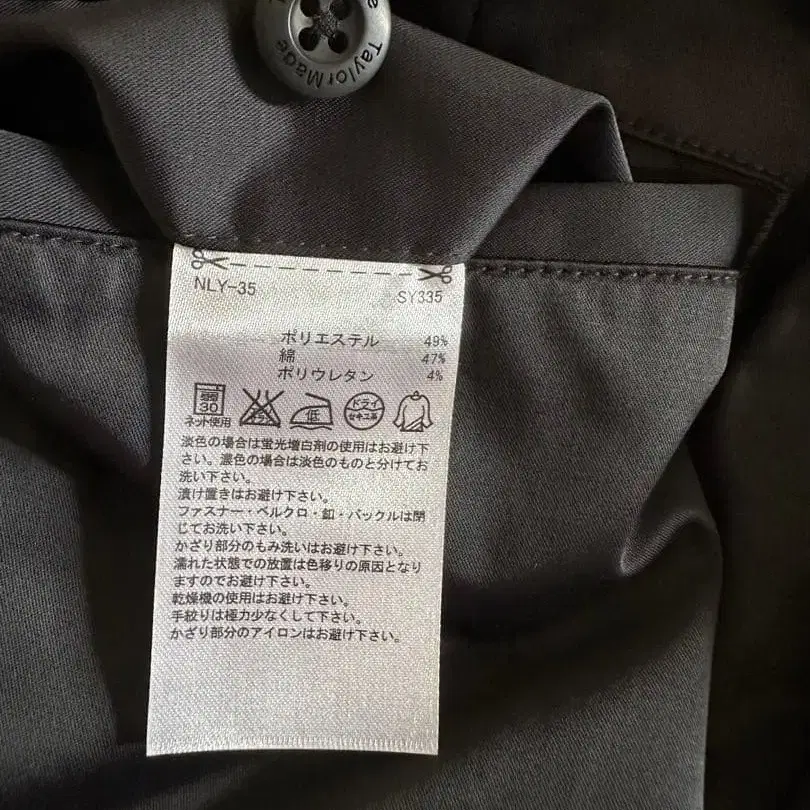 TaylorMade
NLY-35
SY335
ポリエステル 49%
綿 47%
ポリウレタン 4%
弱
30
低
ドライ
セキユ系
ネット使用
淡色の場合は蛍光増白剤の使用はお避け下
さい。濃色の場合は淡色のものと分けてお
洗い下さい。
漬け置きはお避け下さい。
ファスナー・ベルクロ・釦・バックルは閉
じてお洗い下さい。
かざり部分のもみ洗いはお避け下さい。
濡れた状態での放置は色移りの原因となり
ますのでお避け下さい。
乾燥機の使用はお避け下さい。
手絞りは極力少なくして下さい。
かざり部分のアイロンはお避け下さい。